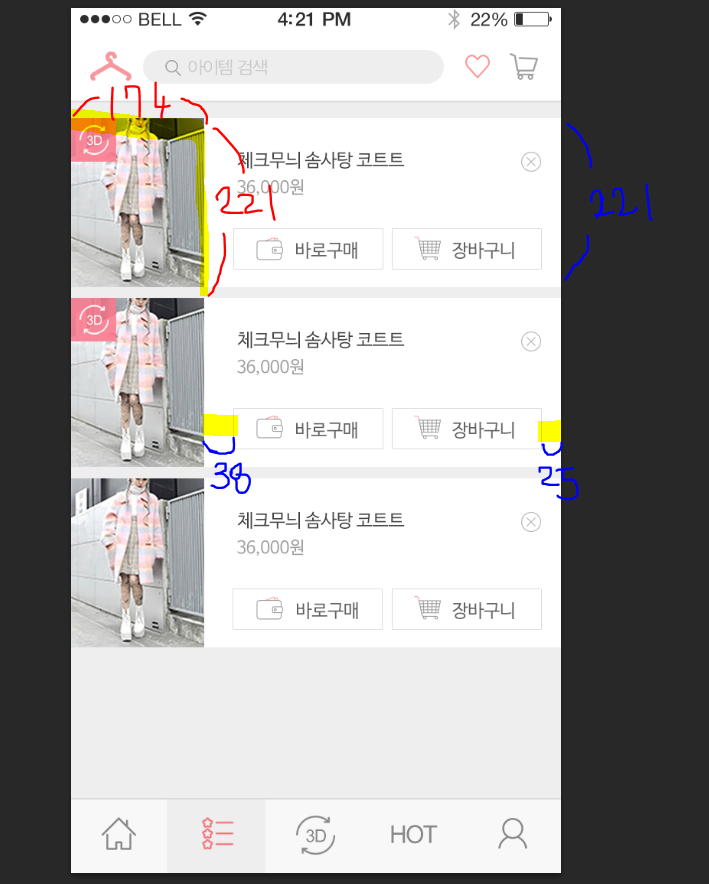 BELL 4:21 PM 22%
아이템 검색
174
3D
체크무늬 솜사탕 코트트
36,000원
221
221
바로구매 장바구니
3D
체크무늬 솜사탕 코트트
36,000원
바로구매 장바구니
38 25
체크무늬 솜사탕 코트트
36,000원
바로구매 장바구니
3D HOT